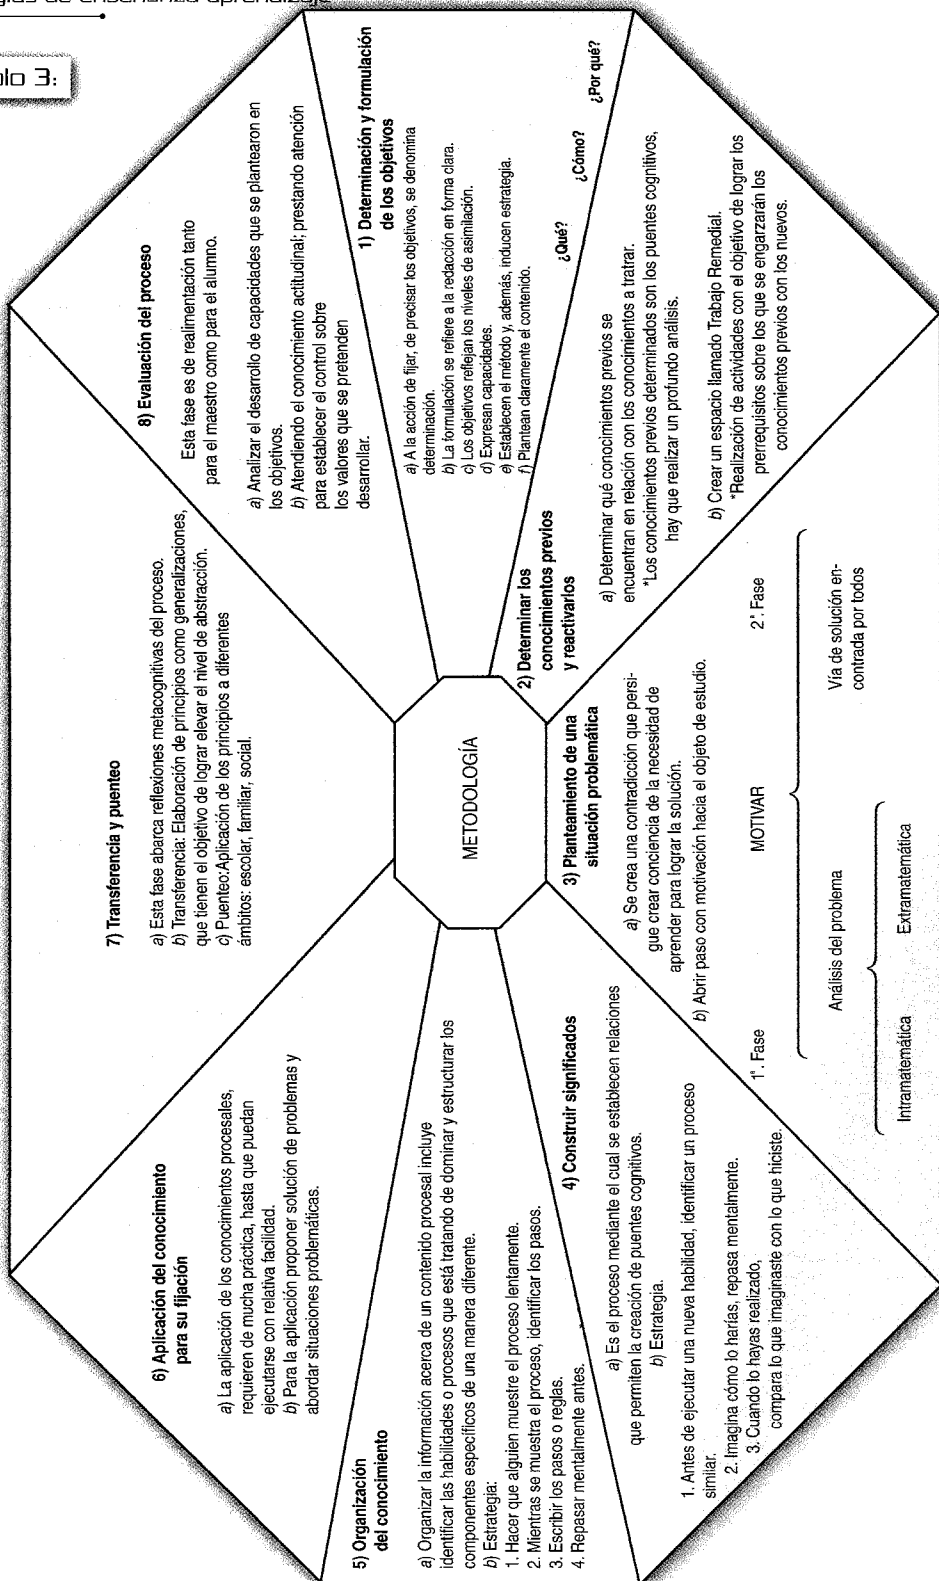 de enseñanza aprendizaje
lo 3:
METODOLOGÍA
1) Determinación y formulación
de los objetivos
a) A la acción de fijar, de precisar los objetivos, se denomina
determinación.
b) La formulación se refiere a la redacción en forma clara.
c) Los objetivos reflejan los niveles de asimilación.
d) Expresan capacidades.
e) Establecen el método y, además, inducen estrategia.
f) Plantean claramente el contenido.
¿Qué? ¿Cómo? ¿Por qué?
2) Determinar los
conocimientos previos
y reactivarlos
a) Determinar qué conocimientos previos se
encuentran en relación con los conocimientos a tratrar.
*Los conocimientos previos determinados son los puentes cognitivos,
hay que realizar un profundo análisis.
b) Crear un espacio llamado Trabajo Remedial.
*Realización de actividades con el objetivo de lograr los
prerrequisitos sobre los que se engarzarán los
conocimientos previos con los nuevos.
3) Planteamiento de una
situación problemática
a) Se crea una contradicción que persi-
gue crear conciencia de la necesidad de
aprender para lograr la solución.
b) Abrir paso con motivación hacia el objeto de estudio.
1ª. Fase MOTIVAR 2ª. Fase
Análisis del problema Vía de solución en-
contrada por todos
Intramatemática Extramatemática
4) Construir significados
a) Es el proceso mediante el cual se establecen relaciones
que permiten la creación de puentes cognitivos.
b) Estrategia.
1. Antes de ejecutar una nueva habilidad, identificar un proceso
similar.
2. Imagina cómo lo harías, repasa mentalmente.
3. Cuando lo hayas realizado,
compara lo que imaginaste con lo que hiciste.
5) Organización
del conocimiento
a) Organizar la información acerca de un contenido procesal incluye
identificar las habilidades o procesos que está tratando de dominar y estructurar los
componentes específicos de una manera diferente.
b) Estrategia:
1. Hacer que alguien muestre el proceso lentamente.
2. Mientras se muestra el proceso, identificar los pasos.
3. Escribir los pasos o reglas.
4. Repasar mentalmente antes.
6) Aplicación del conocimiento
para su fijación
a) La aplicación de los conocimientos procesales,
requieren de mucha práctica, hasta que puedan
ejecutarse con relativa facilidad.
b) Para la aplicación proponer solución de problemas y
abordar situaciones problemáticas.
7) Transferencia y puenteo
a) Esta fase abarca reflexiones metacognitivas del proceso.
b) Transferencia: Elaboración de principios como generalizaciones,
que tienen el objetivo de lograr elevar el nivel de abstracción.
c) Puenteo:Aplicación de los principios a diferentes
ámbitos: escolar, familiar, social.
8) Evaluación del proceso
Esta fase es de realimentación tanto
para el maestro como para el alumno.
a) Analizar el desarrollo de capacidades que se plantearon en
los objetivos.
b) Atendiendo el conocimiento actitudinal; prestando atención
para establecer el control sobre
los valores que se pretenden
desarrollar.